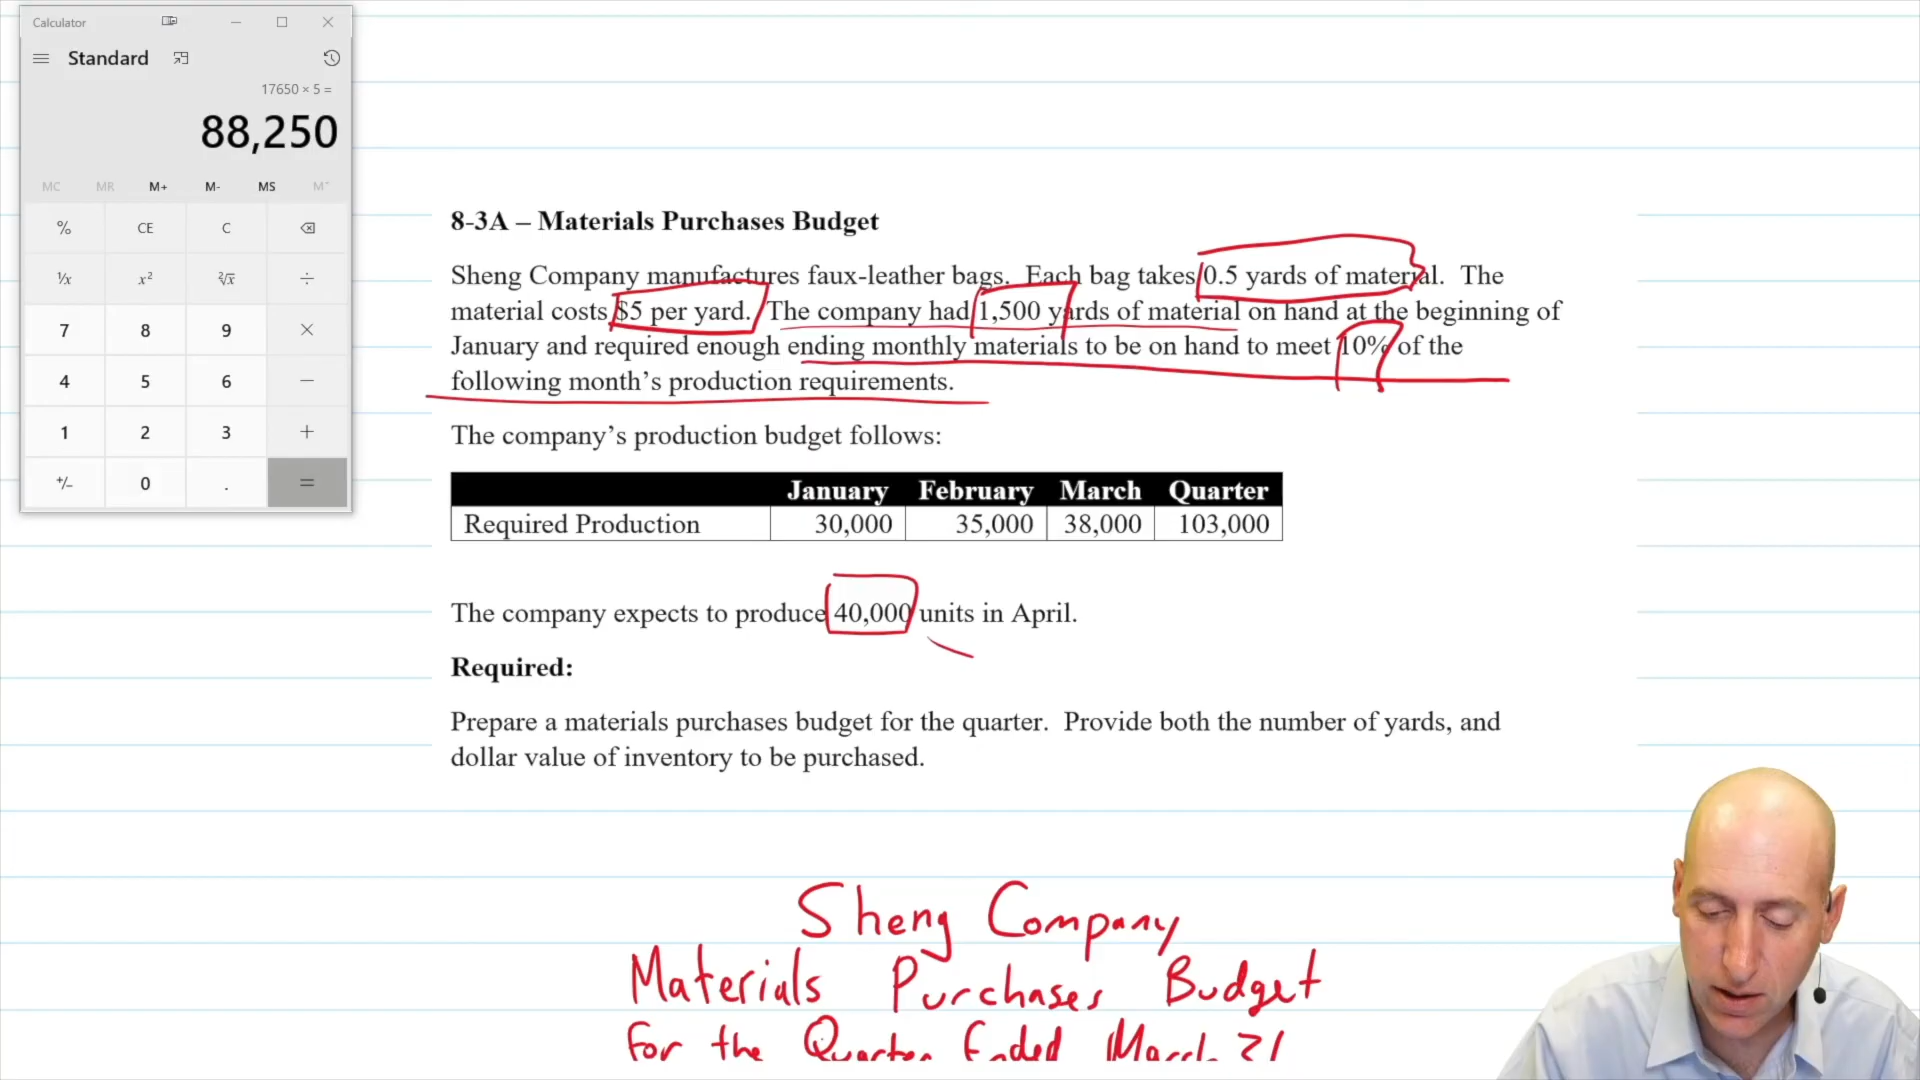 Calculator
Standard
17650 × 5 =
88,250
MC MR M+ M- MS M˅
% CE C
¹/x x² ²√x ÷
7 8 9 ×
4 5 6 −
1 2 3 +
+/- 0 . =
8-3A – Materials Purchases Budget
Sheng Company manufactures faux-leather bags. Each bag takes 0.5 yards of material. The
material costs $5 per yard. The company had 1,500 yards of material on hand at the beginning of
January and required enough ending monthly materials to be on hand to meet 10% of the
following month’s production requirements.
The company’s production budget follows:
January February March Quarter
Required Production 30,000 35,000 38,000 103,000
The company expects to produce 40,000 units in April.
Required:
Prepare a materials purchases budget for the quarter. Provide both the number of yards, and
dollar value of inventory to be purchased.
Sheng Company
Materials Purchases Budget
For the Quarter Ended March 31